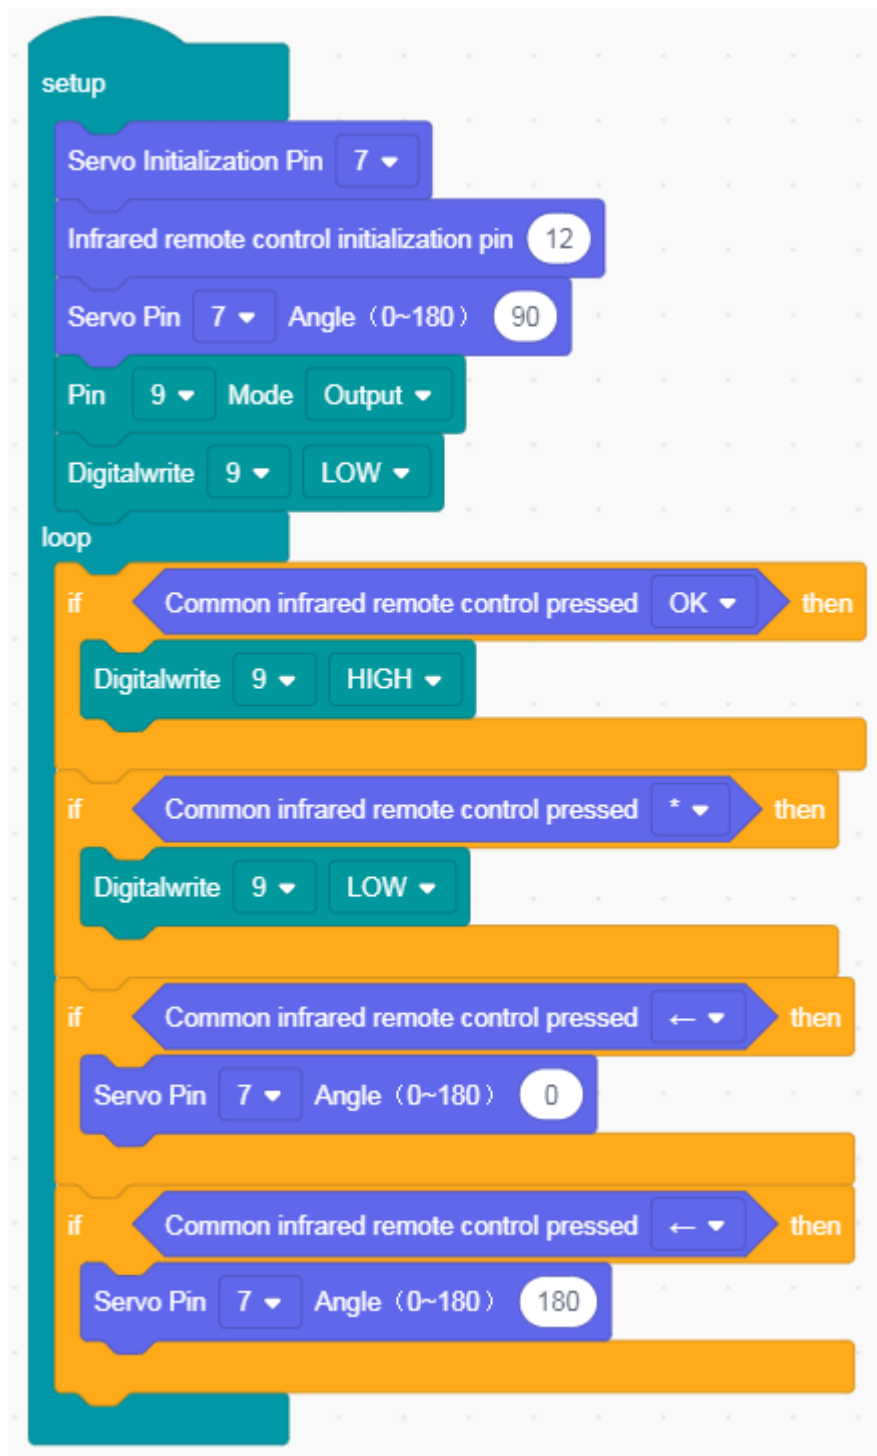 setup
Servo Initialization Pin 7
Infrared remote control initialization pin 12
Servo Pin 7 Angle（0~180） 90
Pin 9 Mode Output
Digitalwrite 9 LOW
loop
if Common infrared remote control pressed OK then
Digitalwrite 9 HIGH
if Common infrared remote control pressed * then
Digitalwrite 9 LOW
if Common infrared remote control pressed ← then
Servo Pin 7 Angle（0~180） 0
if Common infrared remote control pressed ← then
Servo Pin 7 Angle（0~180） 180